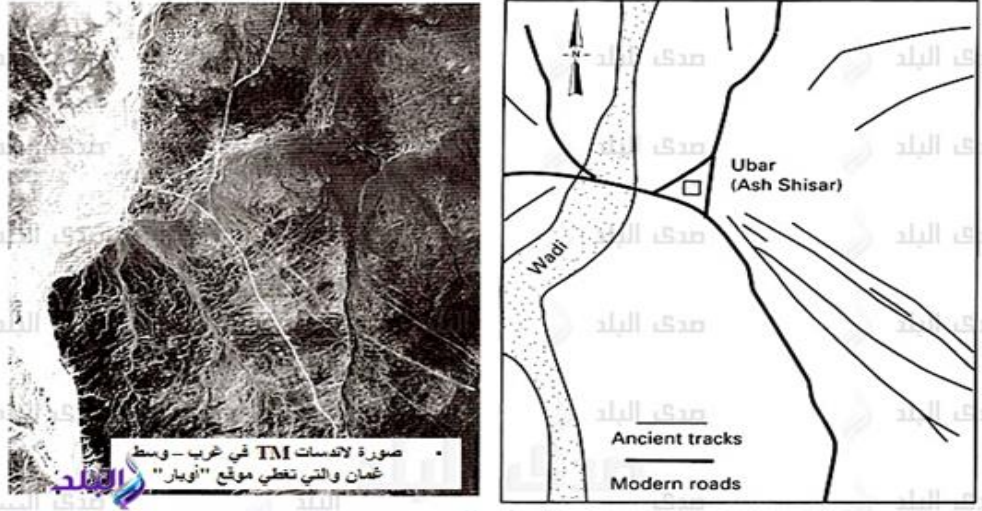 صورة لاندسات TM في غرب – وسط
عُمان والتي تغطي موقع "أوبار"
البلد
N
Ubar
(Ash Shisar)
Wadi
Ancient tracks
Modern roads
صدى البلد